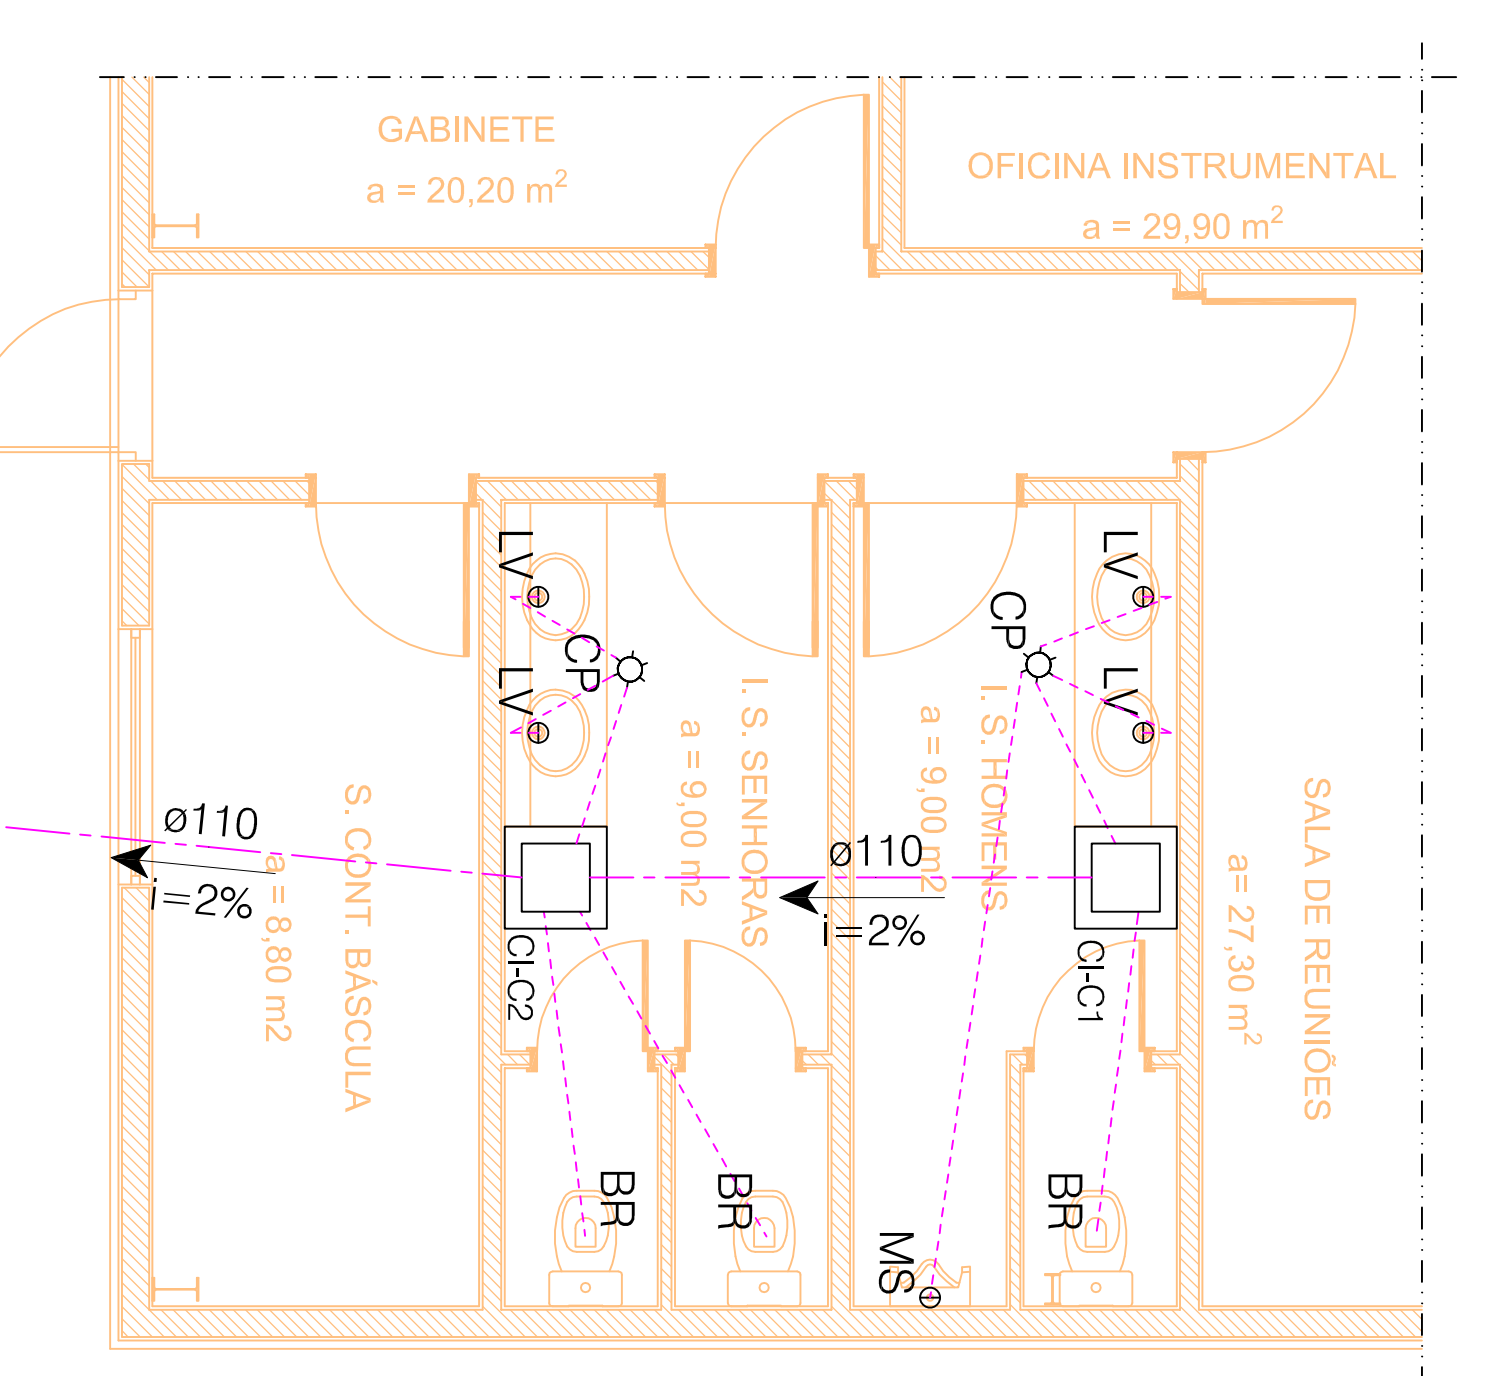 GABINETE
a = 20,20 m²
OFICINA INSTRUMENTAL
a = 29,90 m²
LV
LV
CP
LV
LV
CP
I. S. SENHORAS
a = 9,00 m2
I. S. HOMENS
a = 9,00 m2
SALA DE REUNIÕES
a= 27,30 m²
S. CONT. BÁSCULA
a = 8,80 m2
ø110
i=2%
ø110
i=2%
CI-C2
CI-C1
BR
BR
MS
BR